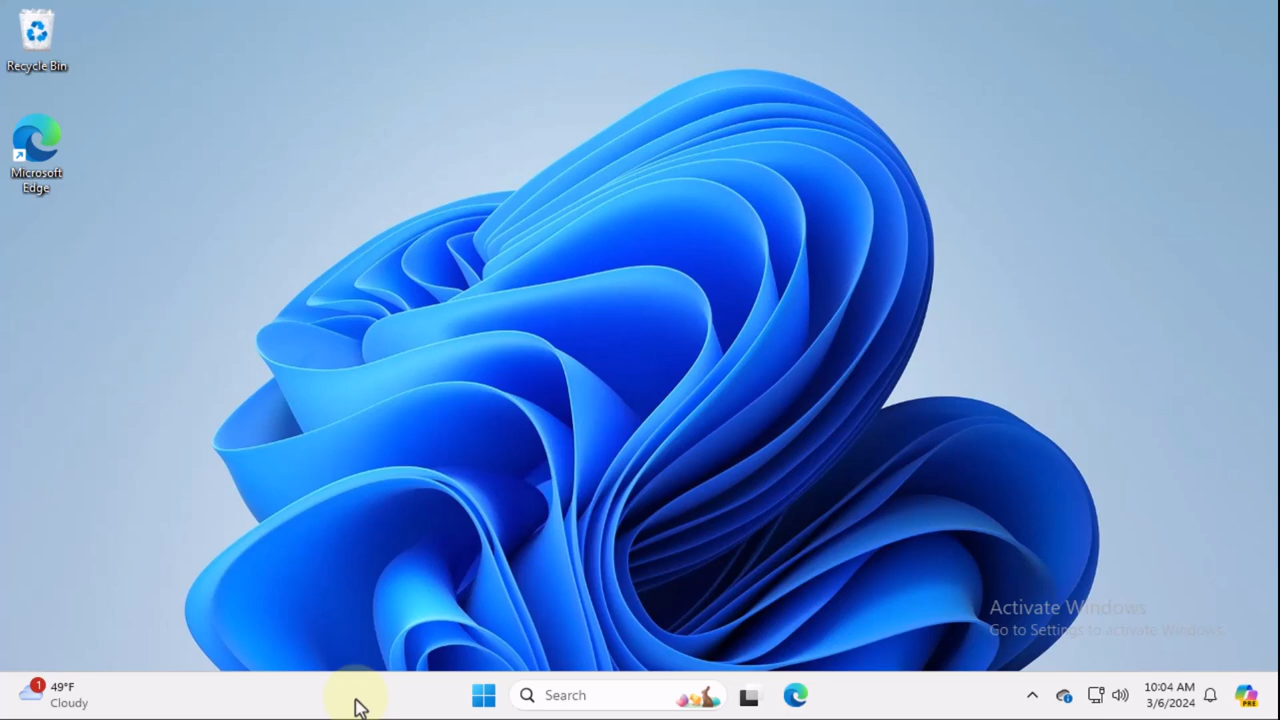 Recycle Bin
Microsoft
Edge
Activate Windows
Go to Settings to activate Windows.
1
49°F
Cloudy
Search
10:04 AM
3/6/2024
PRE